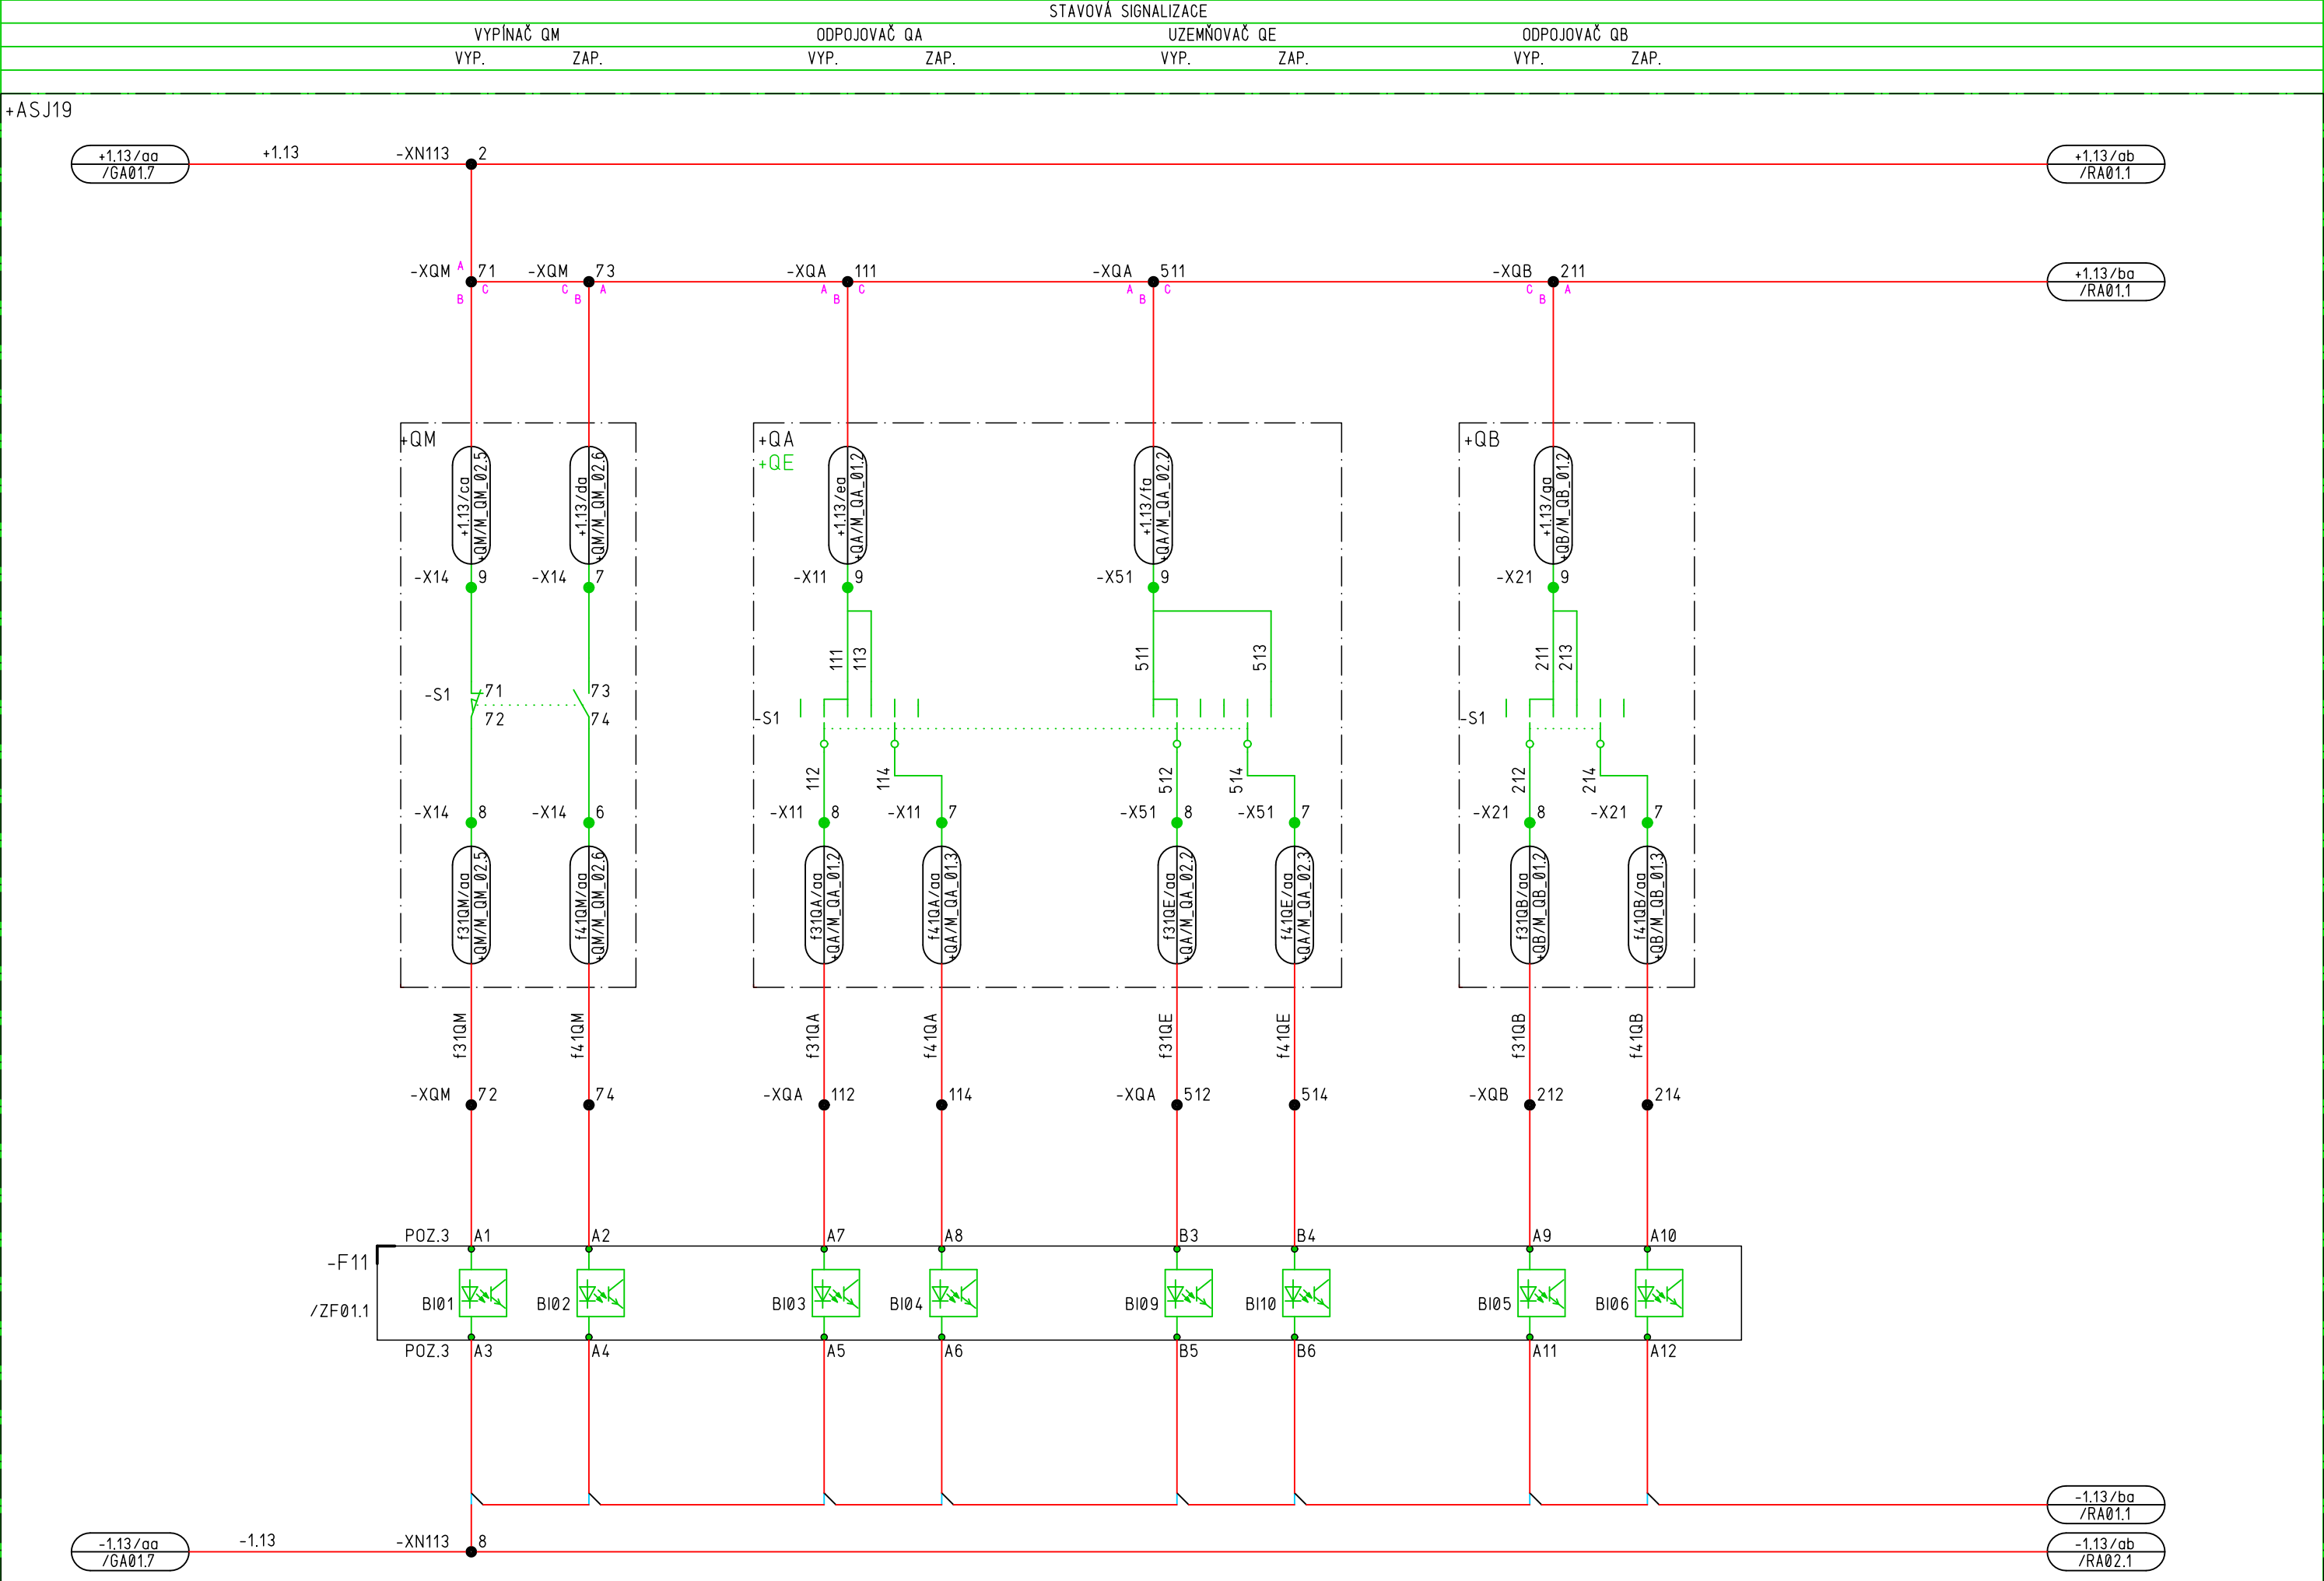 STAVOVÁ SIGNALIZACE
VYPÍNAČ QM ODPOJOVAČ QA UZEMŇOVAČ QE ODPOJOVAČ QB
VYP. ZAP. VYP. ZAP. VYP. ZAP. VYP. ZAP.
+ASJ19
+1.13/aa +1.13 -XN113 2 +1.13/ab
/GA01.7 /RA01.1
-XQM A 71 -XQM 73 -XQA 111 -XQA 511 -XQB 211 +1.13/ba
B C C B A A B C A B C C B A /RA01.1
+QM +QA +QB
+QE
+1.13/ca +1.13/da +1.13/ea +1.13/fa +1.13/ga
+QM/M_QM_02.5 +QM/M_QM_02.6 +QA/M_QA_01.2 +QA/M_QA_02.2 +QB/M_QB_01.2
-X14 9 -X14 7 -X11 9 -X51 9 -X21 9
111 113 511 513 211 213
-S1 71 73
72 74 -S1 -S1
112 114 512 514 212 214
-X14 8 -X14 6 -X11 8 -X11 7 -X51 8 -X51 7 -X21 8 -X21 7
f31QM/aa f41QM/aa f31QA/aa f41QA/aa f31QE/aa f41QE/aa f31QB/aa f41QB/aa
+QM/M_QM_02.5 +QM/M_QM_02.6 +QA/M_QA_01.2 +QA/M_QA_01.3 +QA/M_QA_02.2 +QA/M_QA_02.3 +QB/M_QB_01.2 +QB/M_QB_01.3
f31QM f41QM f31QA f41QA f31QE f41QE f31QB f41QB
-XQM 72 74 -XQA 112 114 -XQA 512 514 -XQB 212 214
POZ.3 A1 A2 A7 A8 B3 B4 A9 A10
-F11
/ZF01.1 BI01 BI02 BI03 BI04 BI09 BI10 BI05 BI06
POZ.3 A3 A4 A5 A6 B5 B6 A11 A12
-1.13/ba
/RA01.1
-1.13/aa -1.13 -XN113 8 -1.13/ab
/GA01.7 /RA02.1